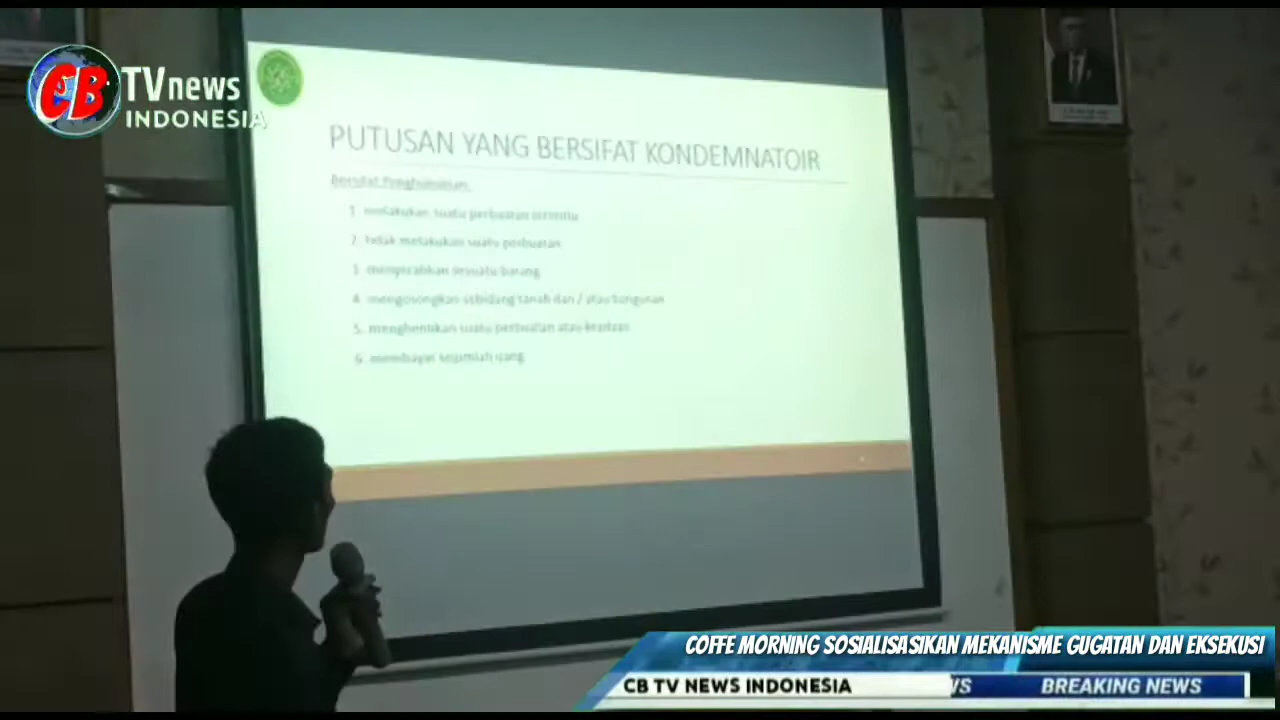 CB TVnews
INDONESIA
PUTUSAN YANG BERSIFAT KONDEMNATOIR
Bersifat Penghukuman
1. melakukan suatu perbuatan tertentu
2. tidak melakukan suatu perbuatan
3. menyerahkan sesuatu barang
4. mengosongkan sebidang tanah dan / atau bangunan
5. menghentikan suatu perbuatan atau keadaan
6. membayar sejumlah uang
COFFE MORNING SOSIALISASIKAN MEKANISME GUGATAN DAN EKSEKUSI
CB TV NEWS INDONESIA
WS BREAKING NEWS